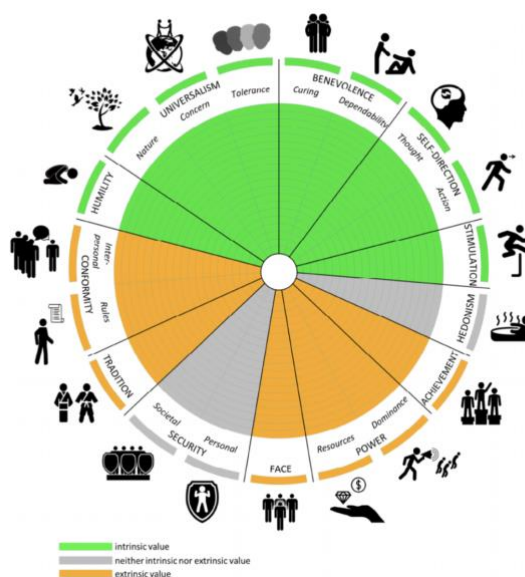 UNIVERSALISM
Nature
Concern
Tolerance
BENEVOLENCE
Curing
Dependability
SELF-DIRECTION
Thought
Action
STIMULATION
HEDONISM
ACHIEVEMENT
POWER
Dominance
Resources
FACE
SECURITY
Personal
Societal
TRADITION
CONFORMITY
Rules
Inter-
personal
HUMILITY
$
intrinsic value
neither intrinsic nor extrinsic value
extrinsic value